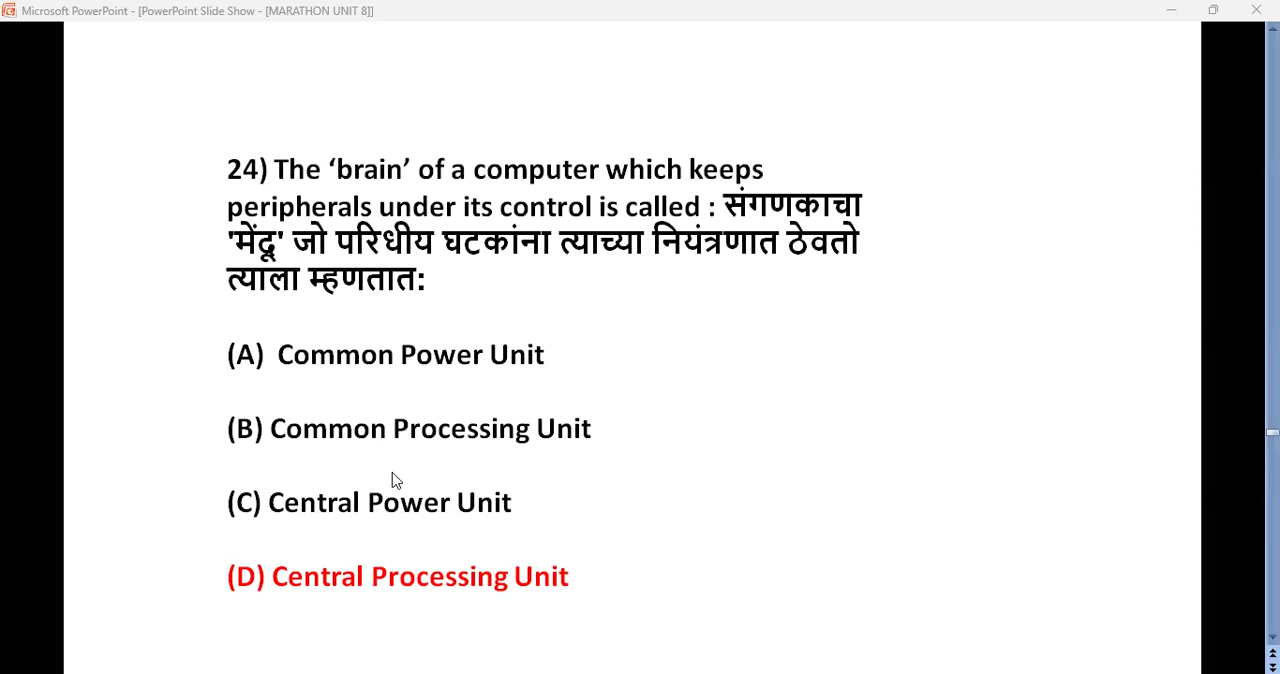 Microsoft PowerPoint - [PowerPoint Slide Show - [MARATHON UNIT 8]]
24) The ‘brain’ of a computer which keeps
peripherals under its control is called : संगणकाचा
'मेंदू' जो परिधीय घटकांना त्याच्या नियंत्रणात ठेवतो
त्याला म्हणतात:
(A) Common Power Unit
(B) Common Processing Unit
(C) Central Power Unit
(D) Central Processing Unit